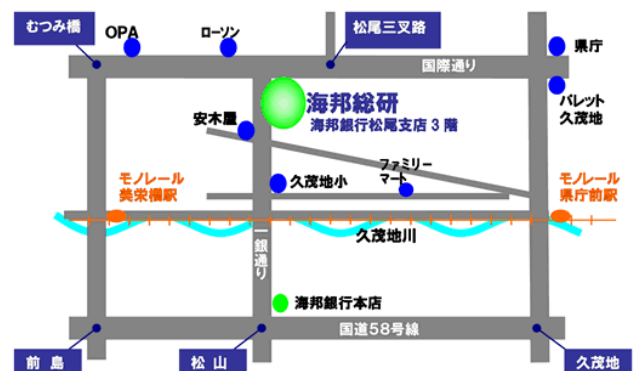 むつみ橋
OPA
ローソン
松尾三叉路
県庁
国際通り
海邦総研
海邦銀行松尾支店3階
パレット
久茂地
安木屋
ファミリー
マート
久茂地小
モノレール
美栄橋駅
モノレール
県庁前駅
久茂地川
一銀通り
海邦銀行本店
国道58号線
前島
松山
久茂地